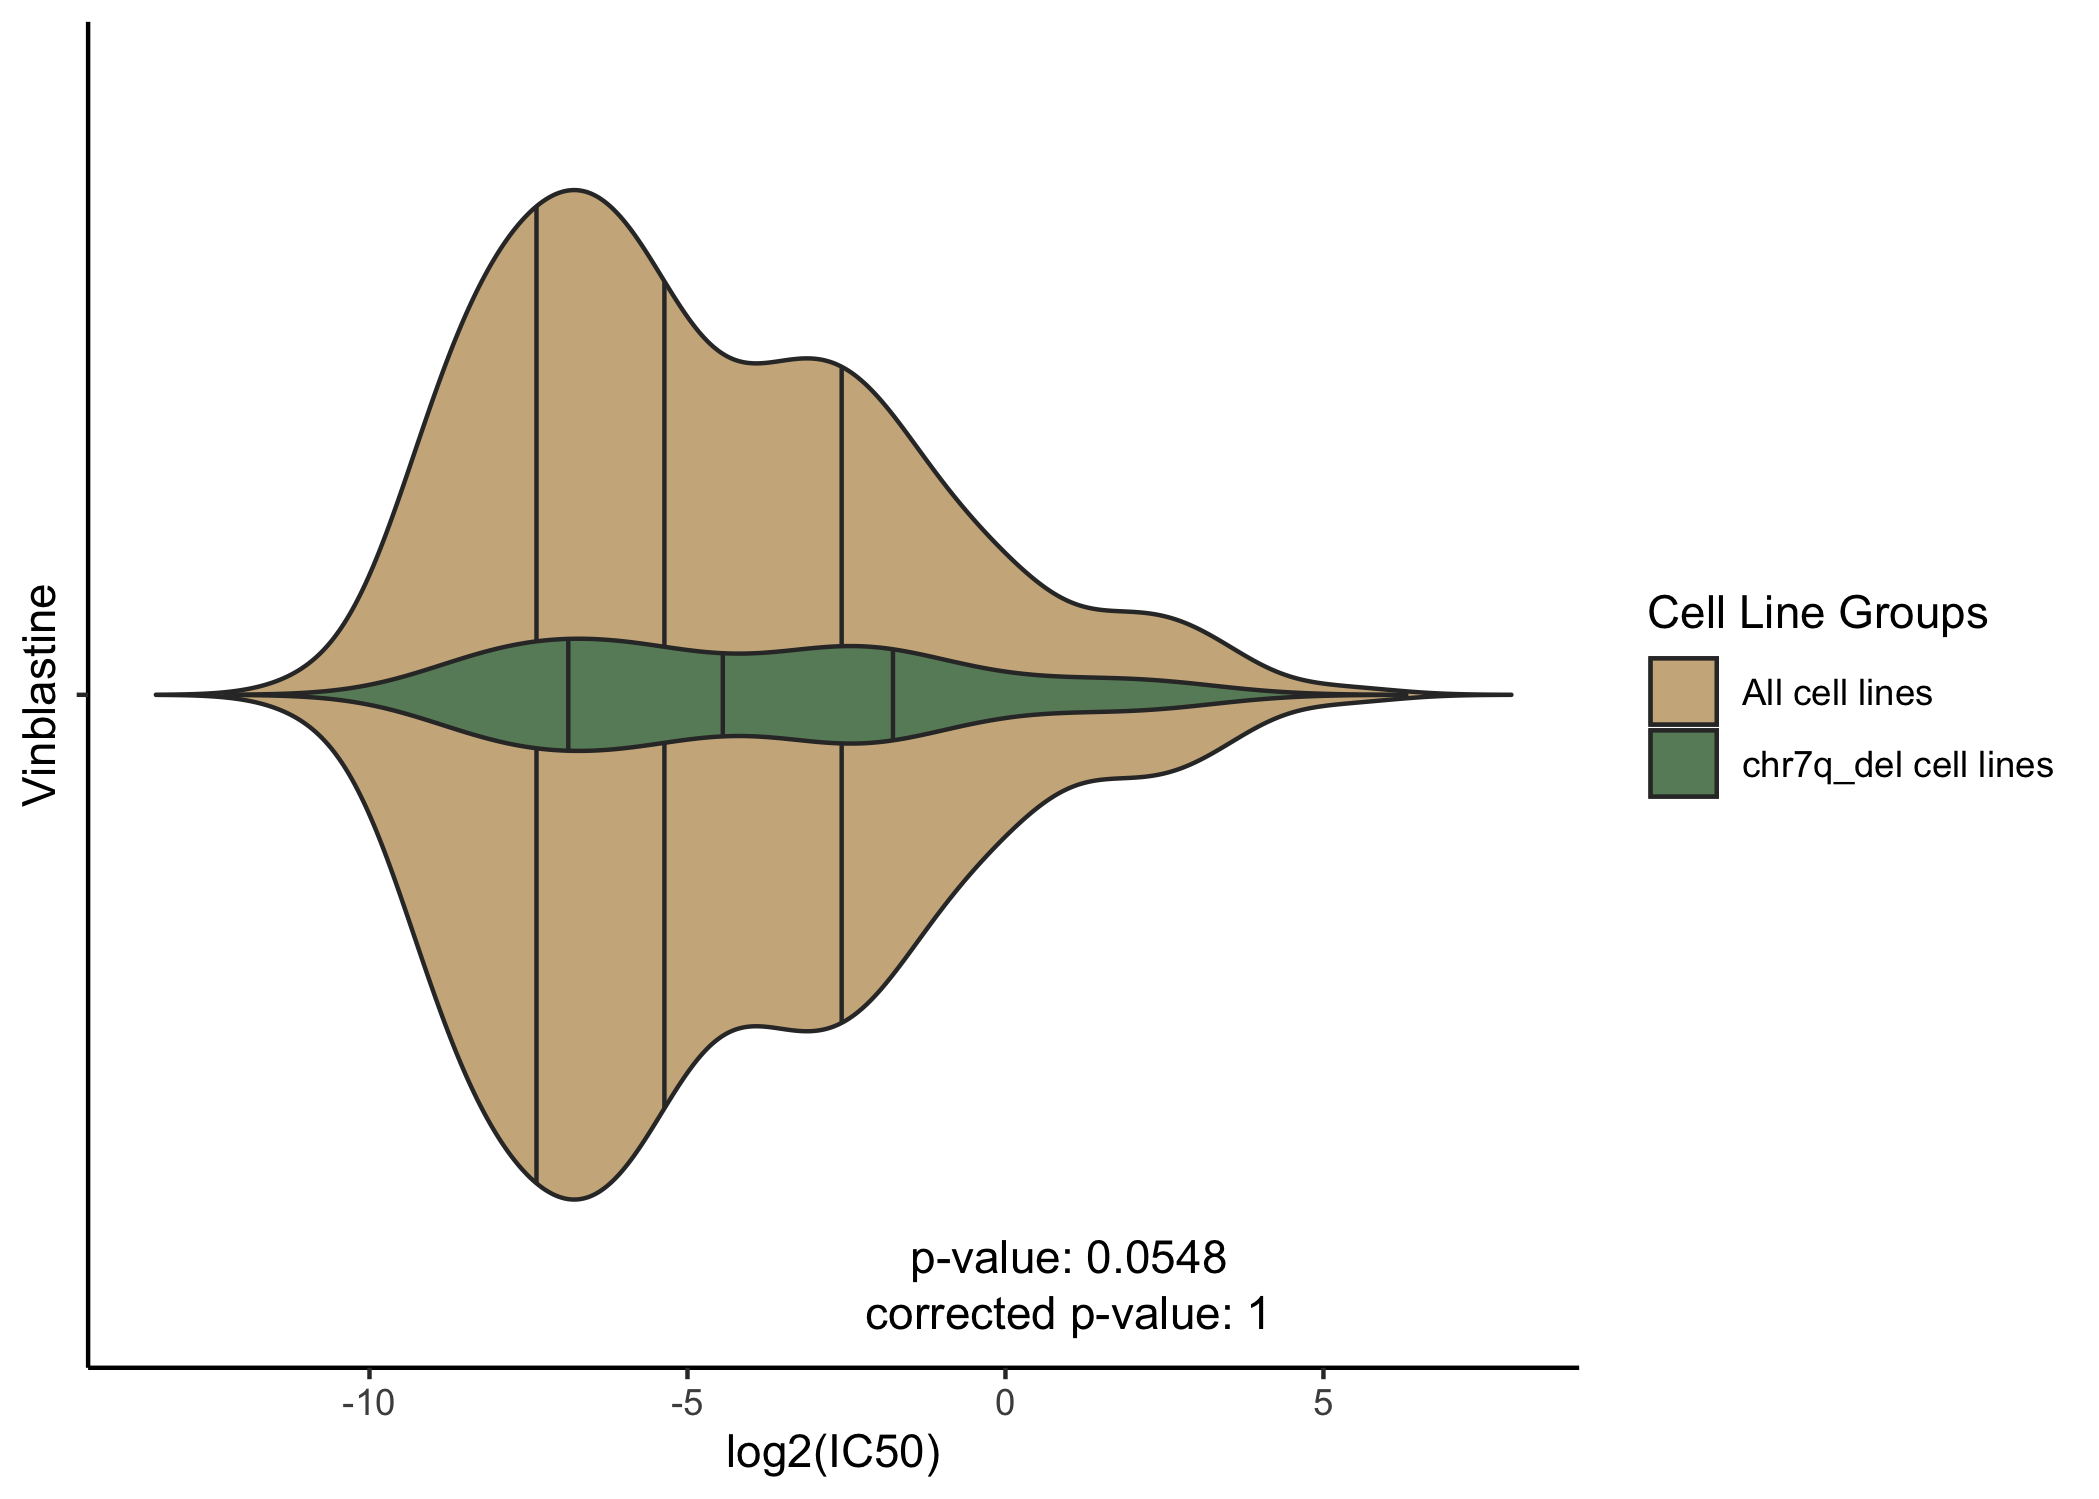 Vinblastine
p-value: 0.0548
corrected p-value: 1
-10
-5
0
5
log2(IC50)
Cell Line Groups
All cell lines
chr7q_del cell lines